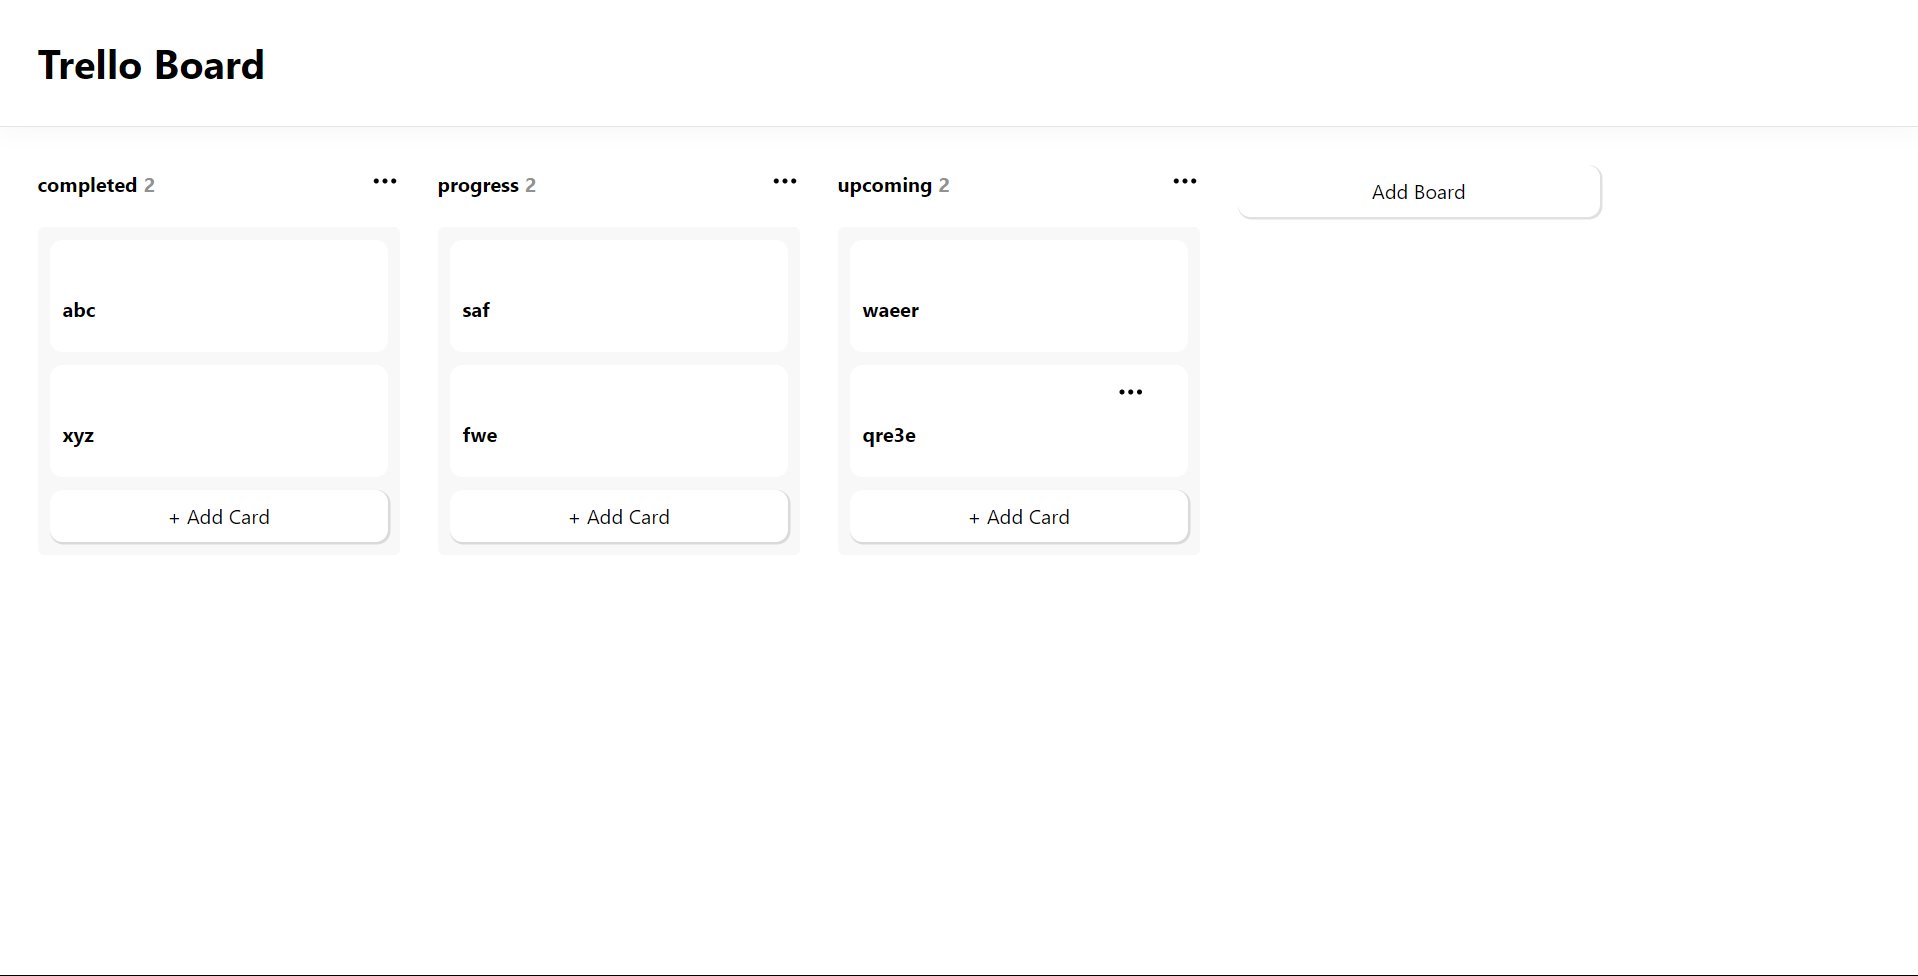 Trello Board
completed 2
abc
xyz
+ Add Card
progress 2
saf
fwe
+ Add Card
upcoming 2
waeer
qre3e
+ Add Card
Add Board